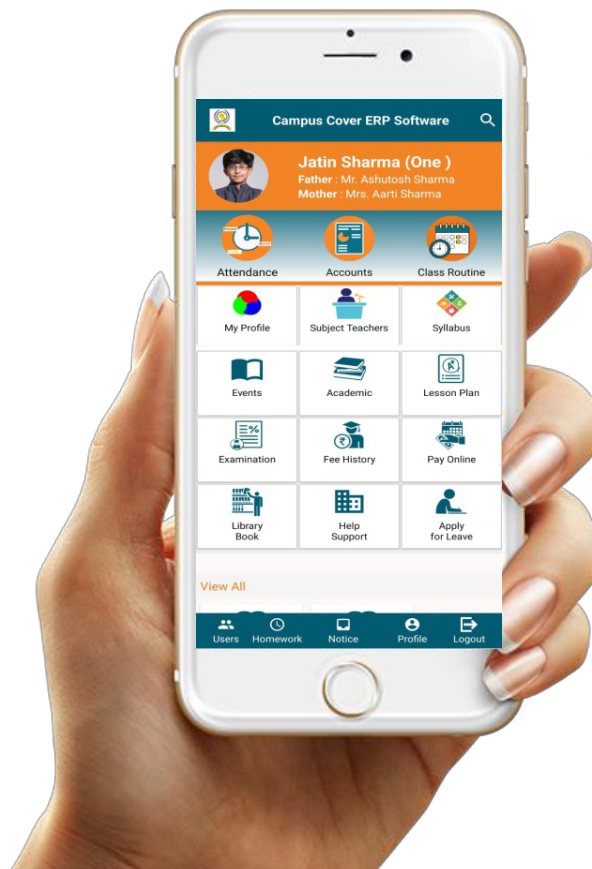 Campus Cover ERP Software
Jatin Sharma (One )
Father : Mr. Ashutosh Sharma
Mother : Mrs. Aarti
Sharma
Attendance
Accounts
Class Routine
My Profile
Subject Teachers
Syllabus
Events
Academic
Lesson Plan
Examination
Fee History
Pay Online
Library
Book
Help
Support
Apply
for Leave
View All
Users
Homework
Notice
Profile
Logout